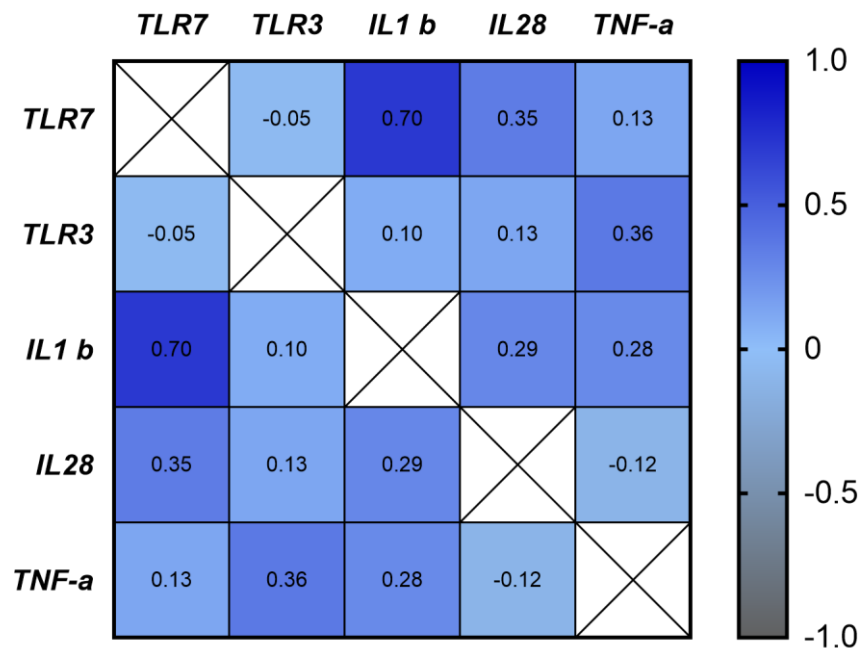 TLR7 TLR3 IL1 b IL28 TNF-a
1.0
TLR7 -0.05 0.70 0.35 0.13
0.5
TLR3 -0.05 0.10 0.13 0.36
IL1 b 0.70 0.10 0.29 0.28
0
IL28 0.35 0.13 0.29 -0.12
-0.5
TNF-a 0.13 0.36 0.28 -0.12
-1.0